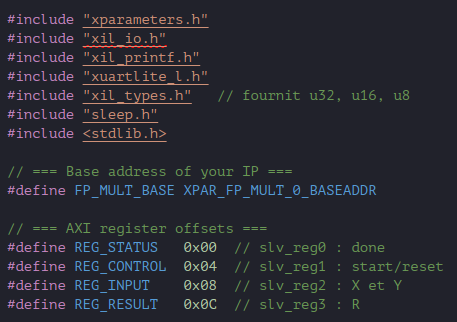 #include "xparameters.h"
#include "xil_io.h"
#include "xil_printf.h"
#include "xuartlite_l.h"
#include "xil_types.h"   // fournit u32, u16, u8
#include "sleep.h"
#include <stdlib.h>

// === Base address of your IP ===
#define FP_MULT_BASE XPAR_FP_MULT_0_BASEADDR

// === AXI register offsets ===
#define REG_STATUS   0x00  // slv_reg0 : done
#define REG_CONTROL  0x04  // slv_reg1 : start/reset
#define REG_INPUT    0x08  // slv_reg2 : X et Y
#define REG_RESULT   0x0C  // slv_reg3 : R